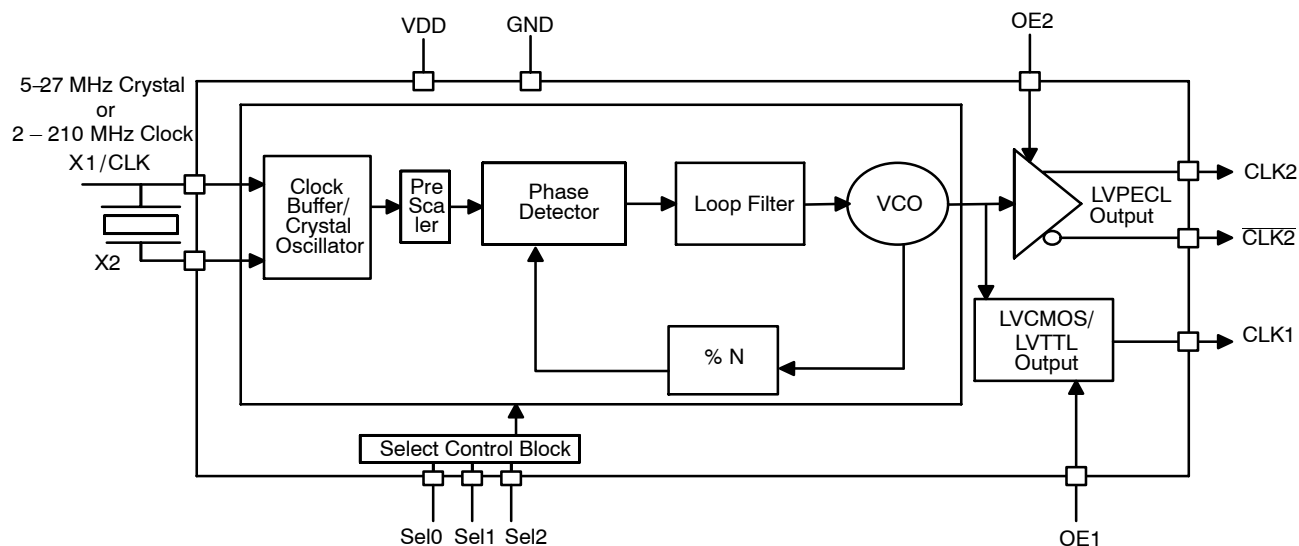 VDD
GND
OE2
5–27 MHz Crystal
or
2 – 210 MHz Clock
X1/CLK
X2
Clock
Buffer/
Crystal
Oscillator
Pre
Sca
ler
Phase
Detector
Loop Filter
VCO
LVPECL
Output
CLK2
C̅L̅K̅2̅
% N
LVCMOS/
LVTTL
Output
CLK1
Select Control Block
Sel0
Sel1
Sel2
OE1